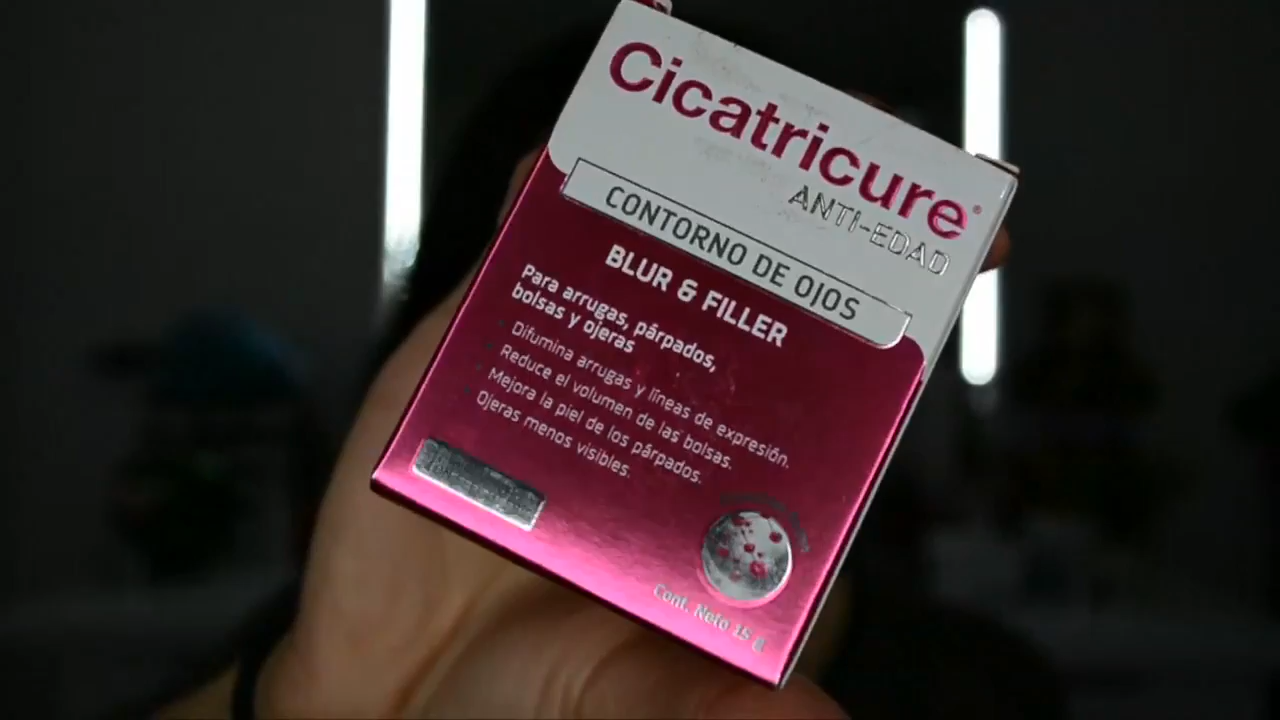 Cicatricure®
ANTI-EDAD
CONTORNO DE OJOS
BLUR & FILLER
Para arrugas, párpados,
bolsas y ojeras
Difumina arrugas y líneas de expresión.
Reduce el volumen de las bolsas.
Mejora la piel de los párpados.
Ojeras menos visibles.
Cont. Neto 15 g